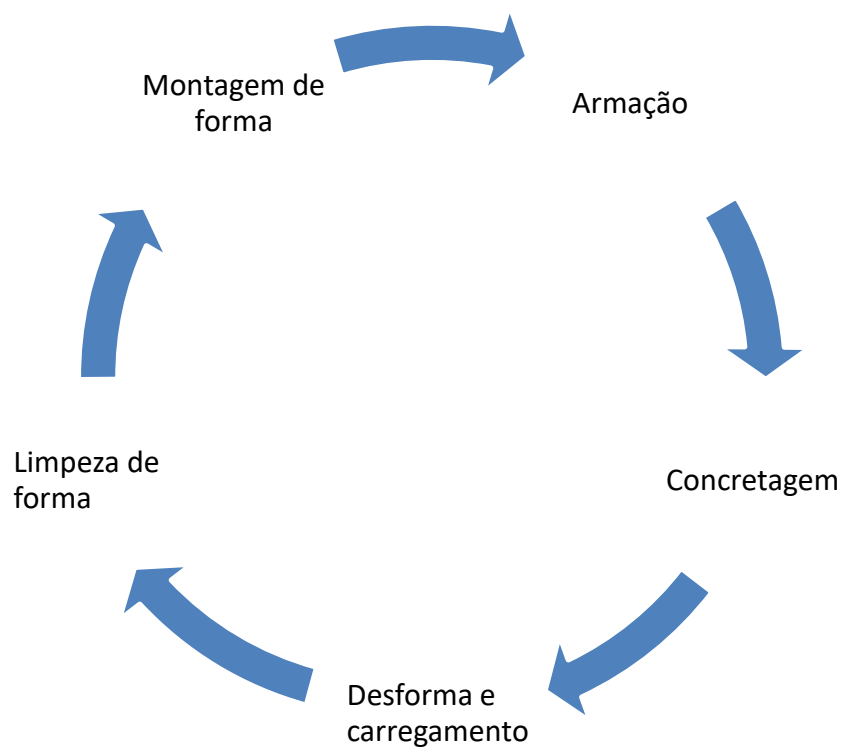 Montagem de
forma
Armação
Concretagem
Desforma e
carregamento
Limpeza de
forma